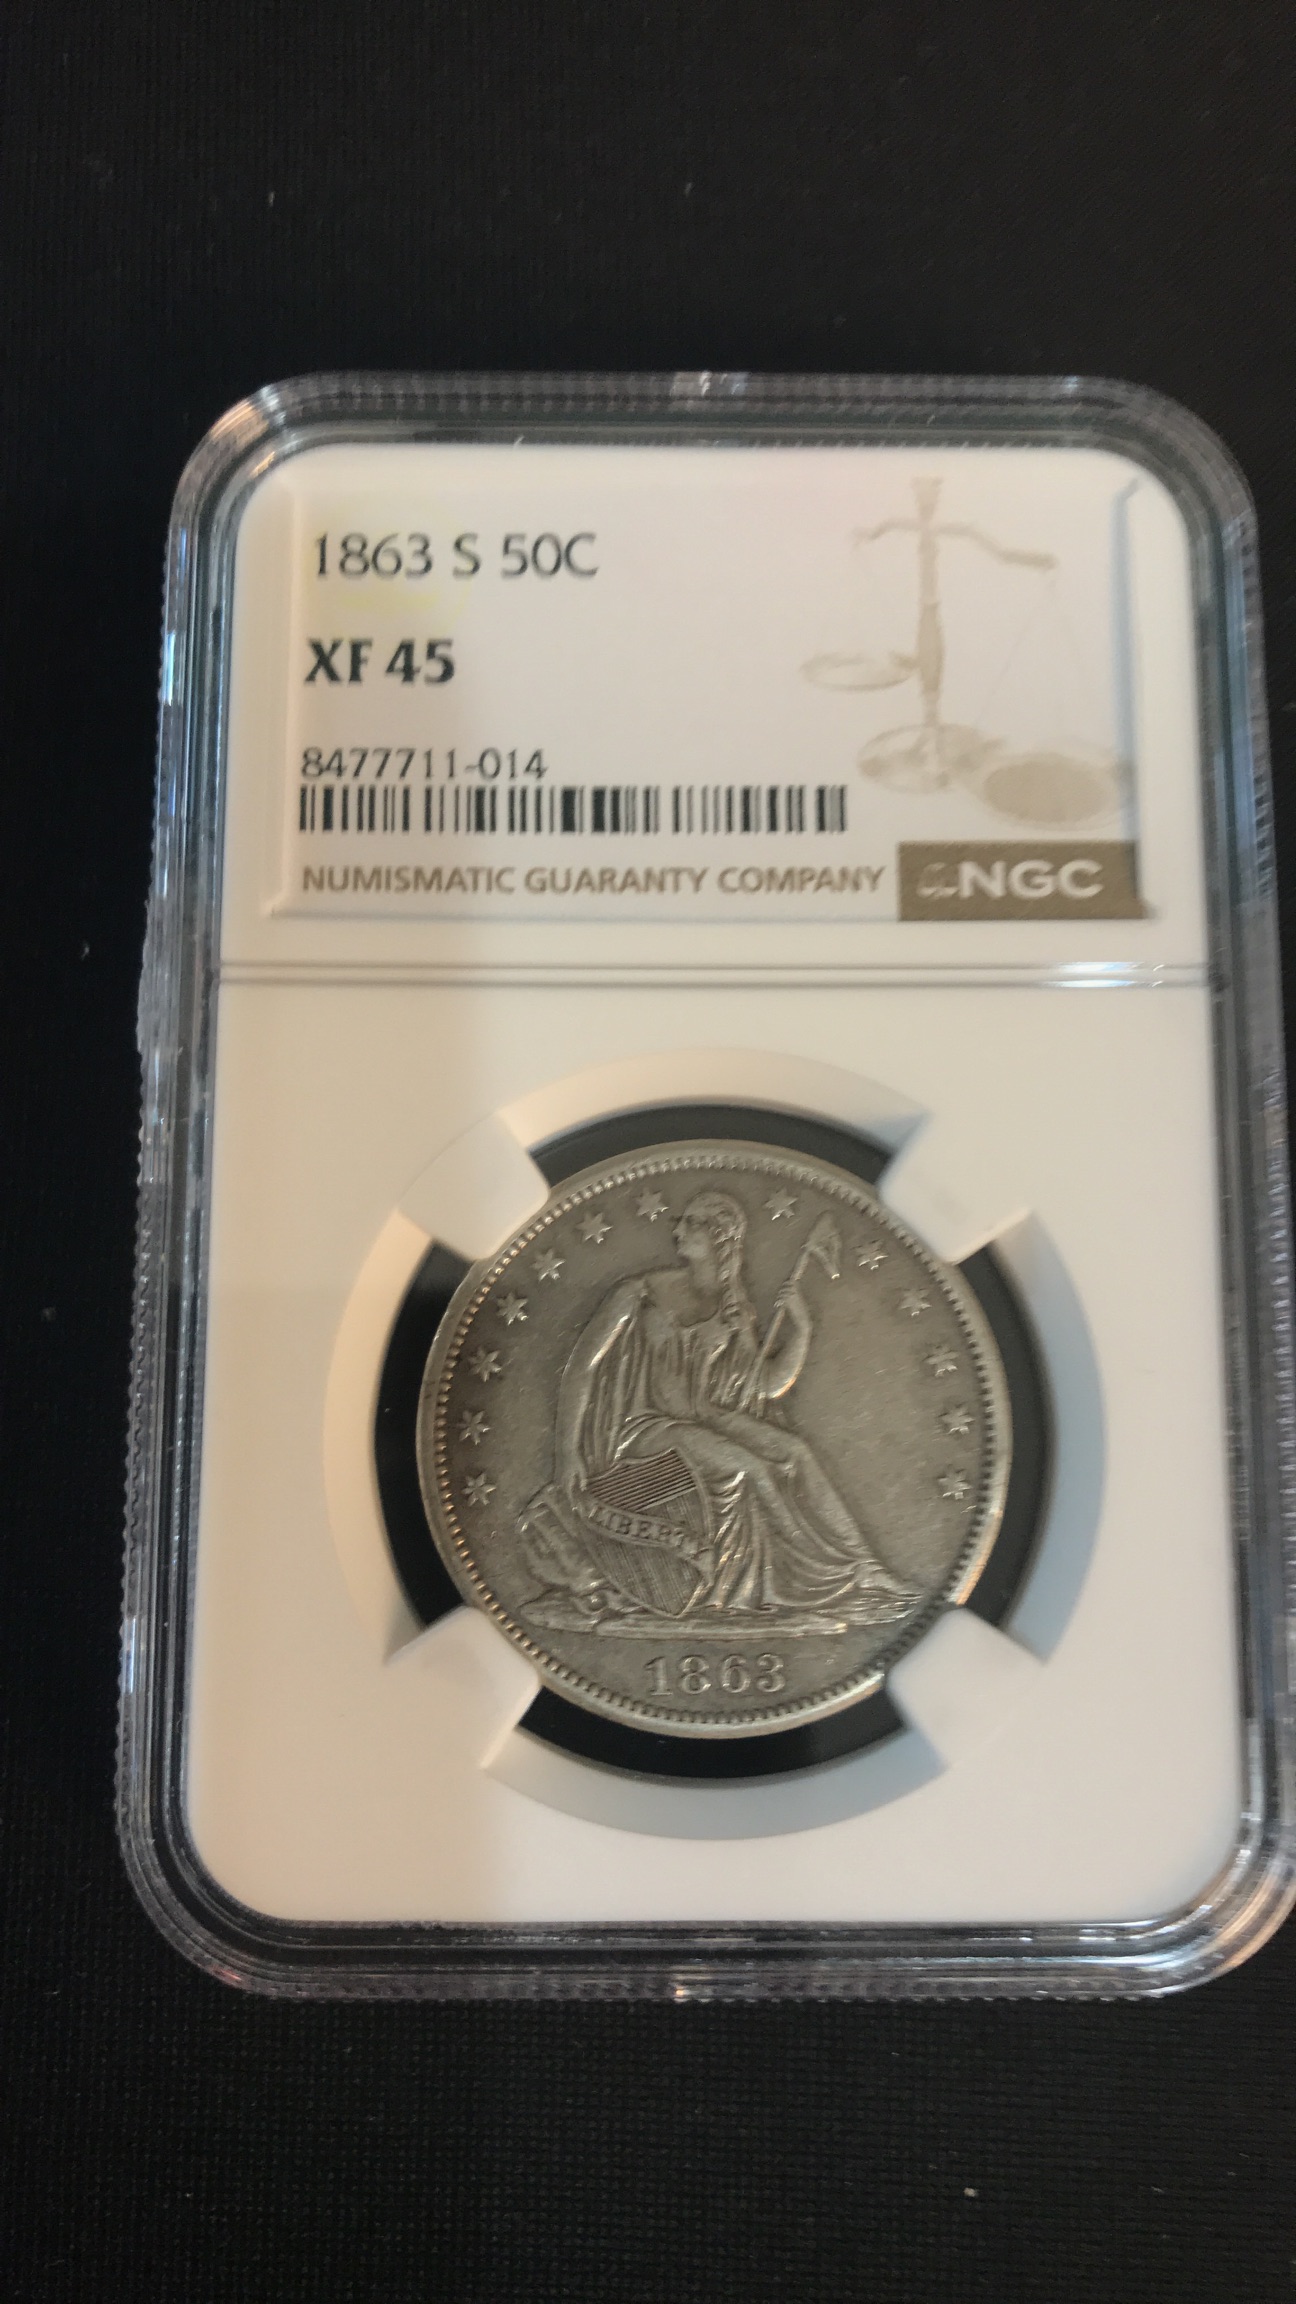 1863 S 50C
XF 45
8477711-014
NUMISMATIC GUARANTY COMPANY NGC
LIBERTY
1863